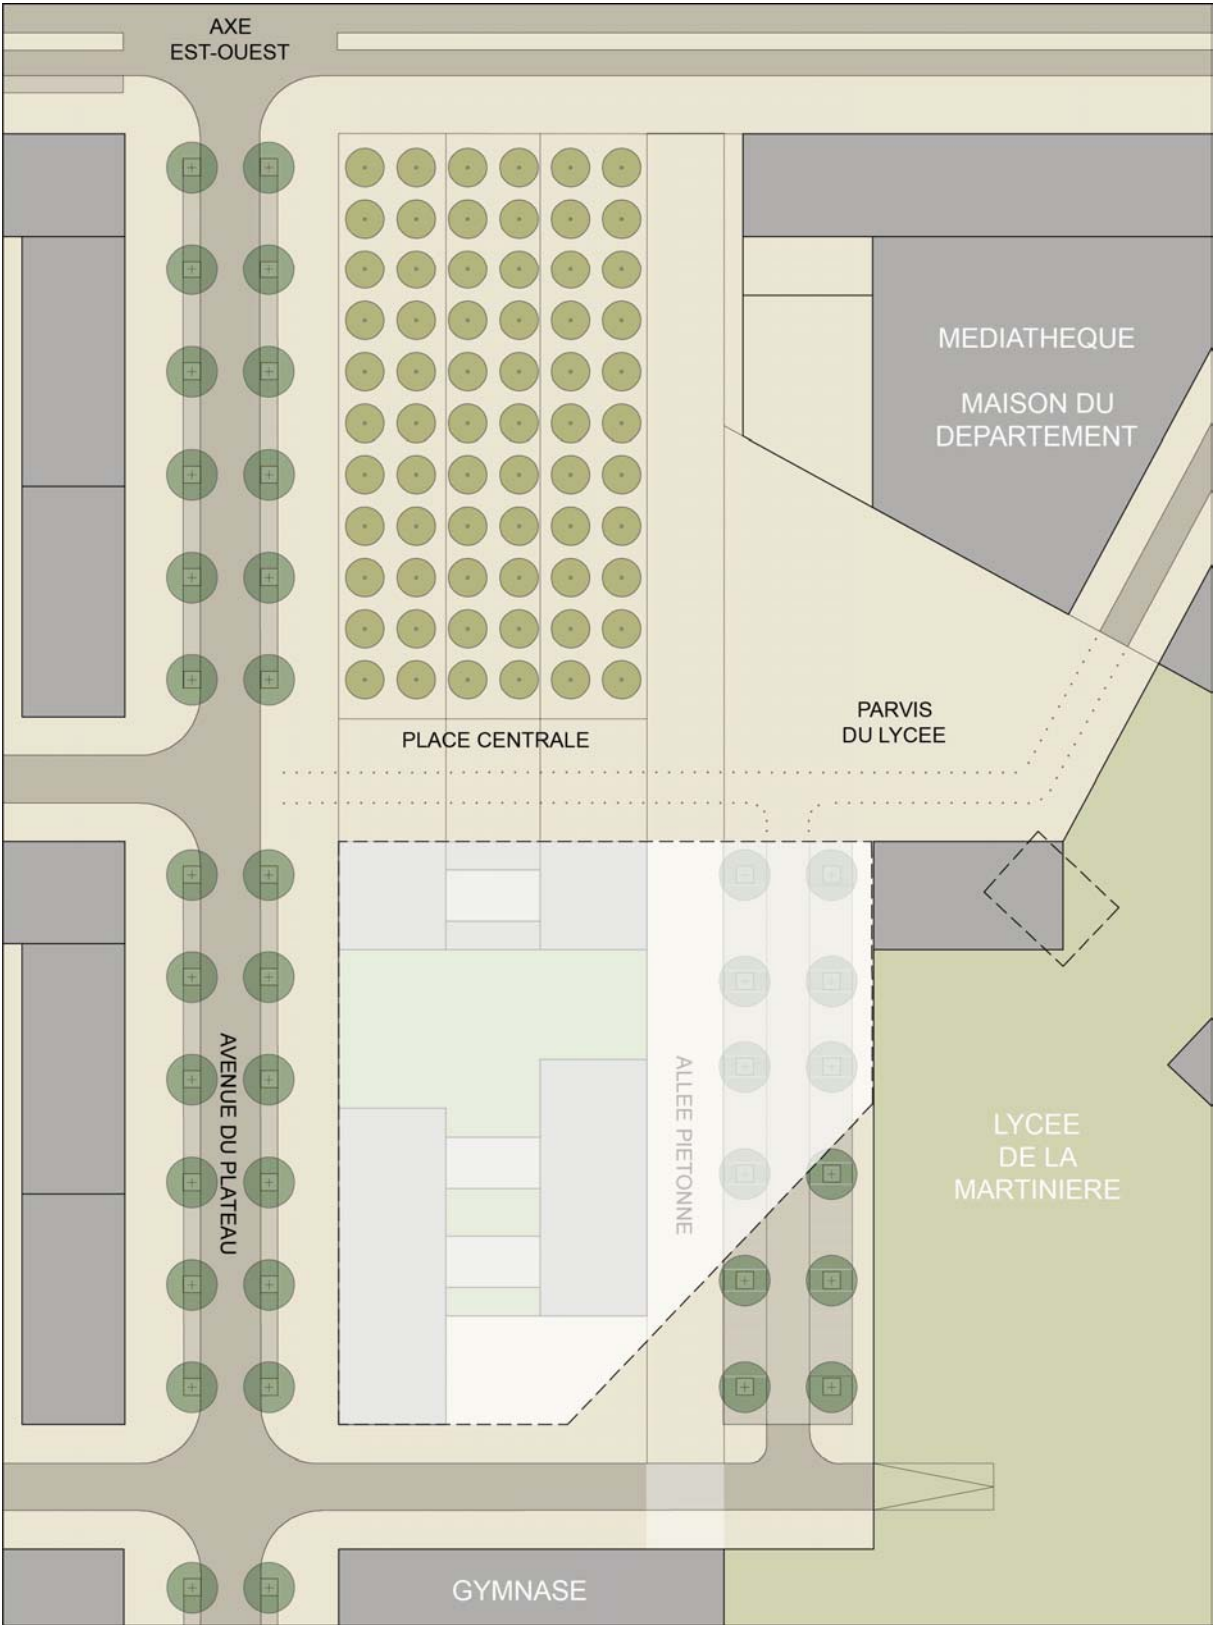 AXE
EST-OUEST
MEDIATHEQUE
MAISON DU
DEPARTEMENT
PARVIS
DU LYCEE
PLACE CENTRALE
AVENUE DU PLATEAU
ALLEE PIETONNE
LYCEE
DE LA
MARTINIERE
GYMNASE